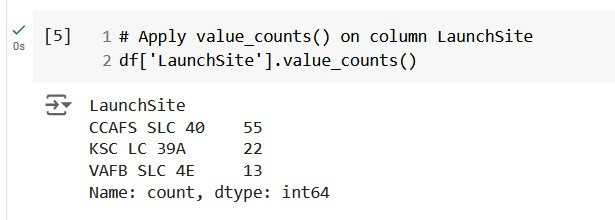 [5]
1 # Apply value_counts() on column LaunchSite
2 df['LaunchSite'].value_counts()
0s
LaunchSite
CCAFS SLC 40 55
KSC LC 39A 22
VAFB SLC 4E 13
Name: count, dtype: int64